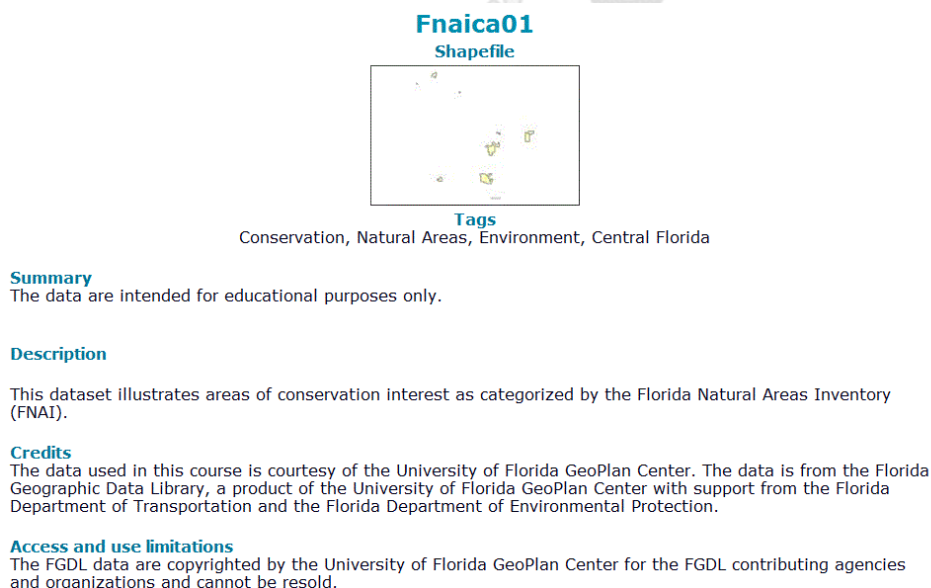 Fnaica01
Shapefile
Tags
Conservation, Natural Areas, Environment, Central Florida
Summary
The data are intended for educational purposes only.
Description
This dataset illustrates areas of conservation interest as categorized by the Florida Natural Areas Inventory
(FNAI).
Credits
The data used in this course is courtesy of the University of Florida GeoPlan Center. The data is from the Florida
Geographic Data Library, a product of the University of Florida GeoPlan Center with support from the Florida
Department of Transportation and the Florida Department of Environmental Protection.
Access and use limitations
The FGDL data are copyrighted by the University of Florida GeoPlan Center for the FGDL contributing agencies
and organizations and cannot be resold.